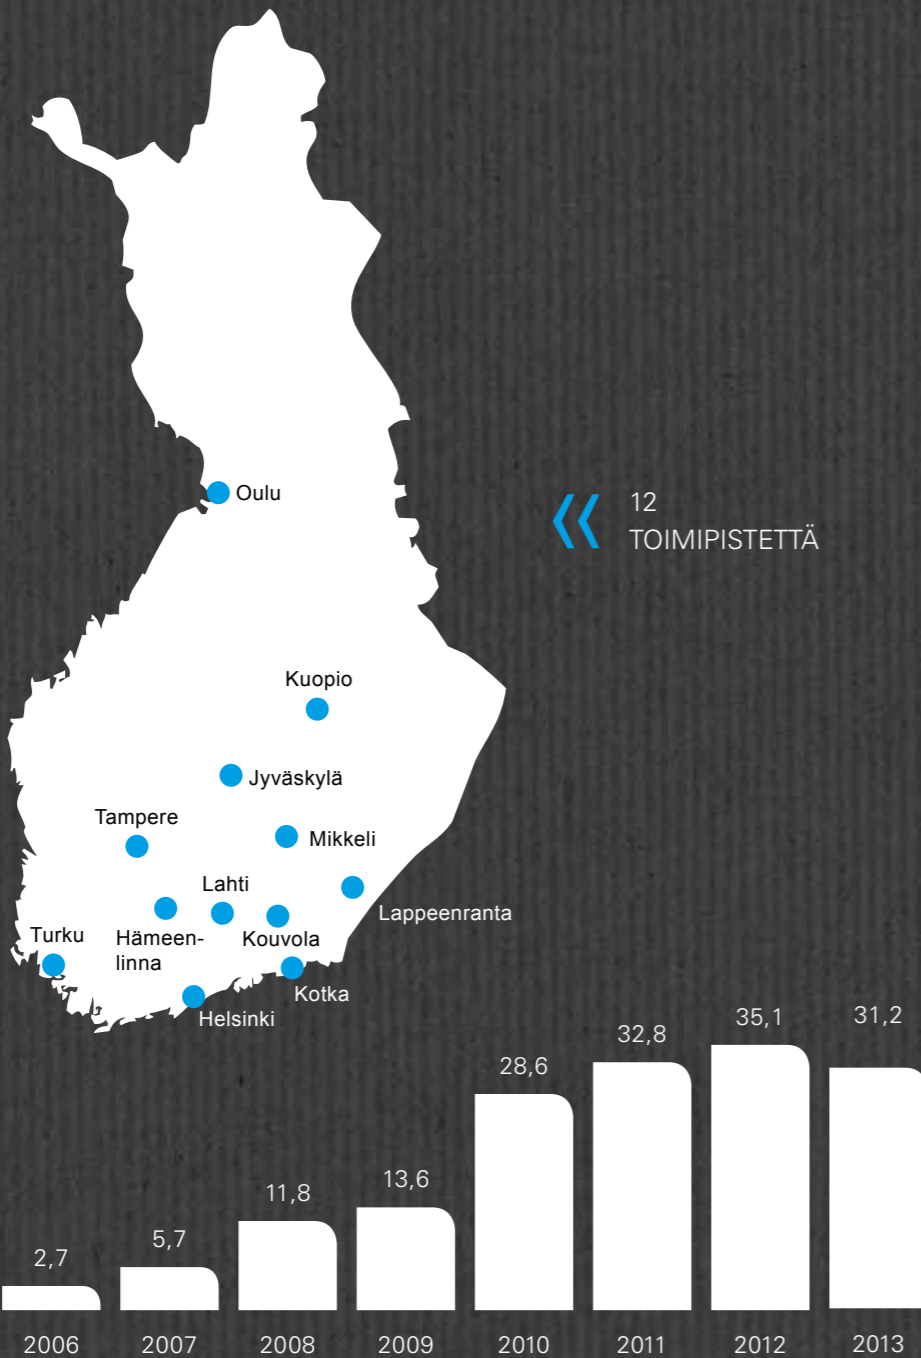 Oulu
12
TOIMIPISTETTÄ
Kuopio
Jyväskylä
Tampere
Mikkeli
Lahti
Lappeenranta
Turku
Hämeen-
linna
Kouvola
Kotka
Helsinki
2,7
5,7
11,8
13,6
28,6
32,8
35,1
31,2
2006
2007
2008
2009
2010
2011
2012
2013